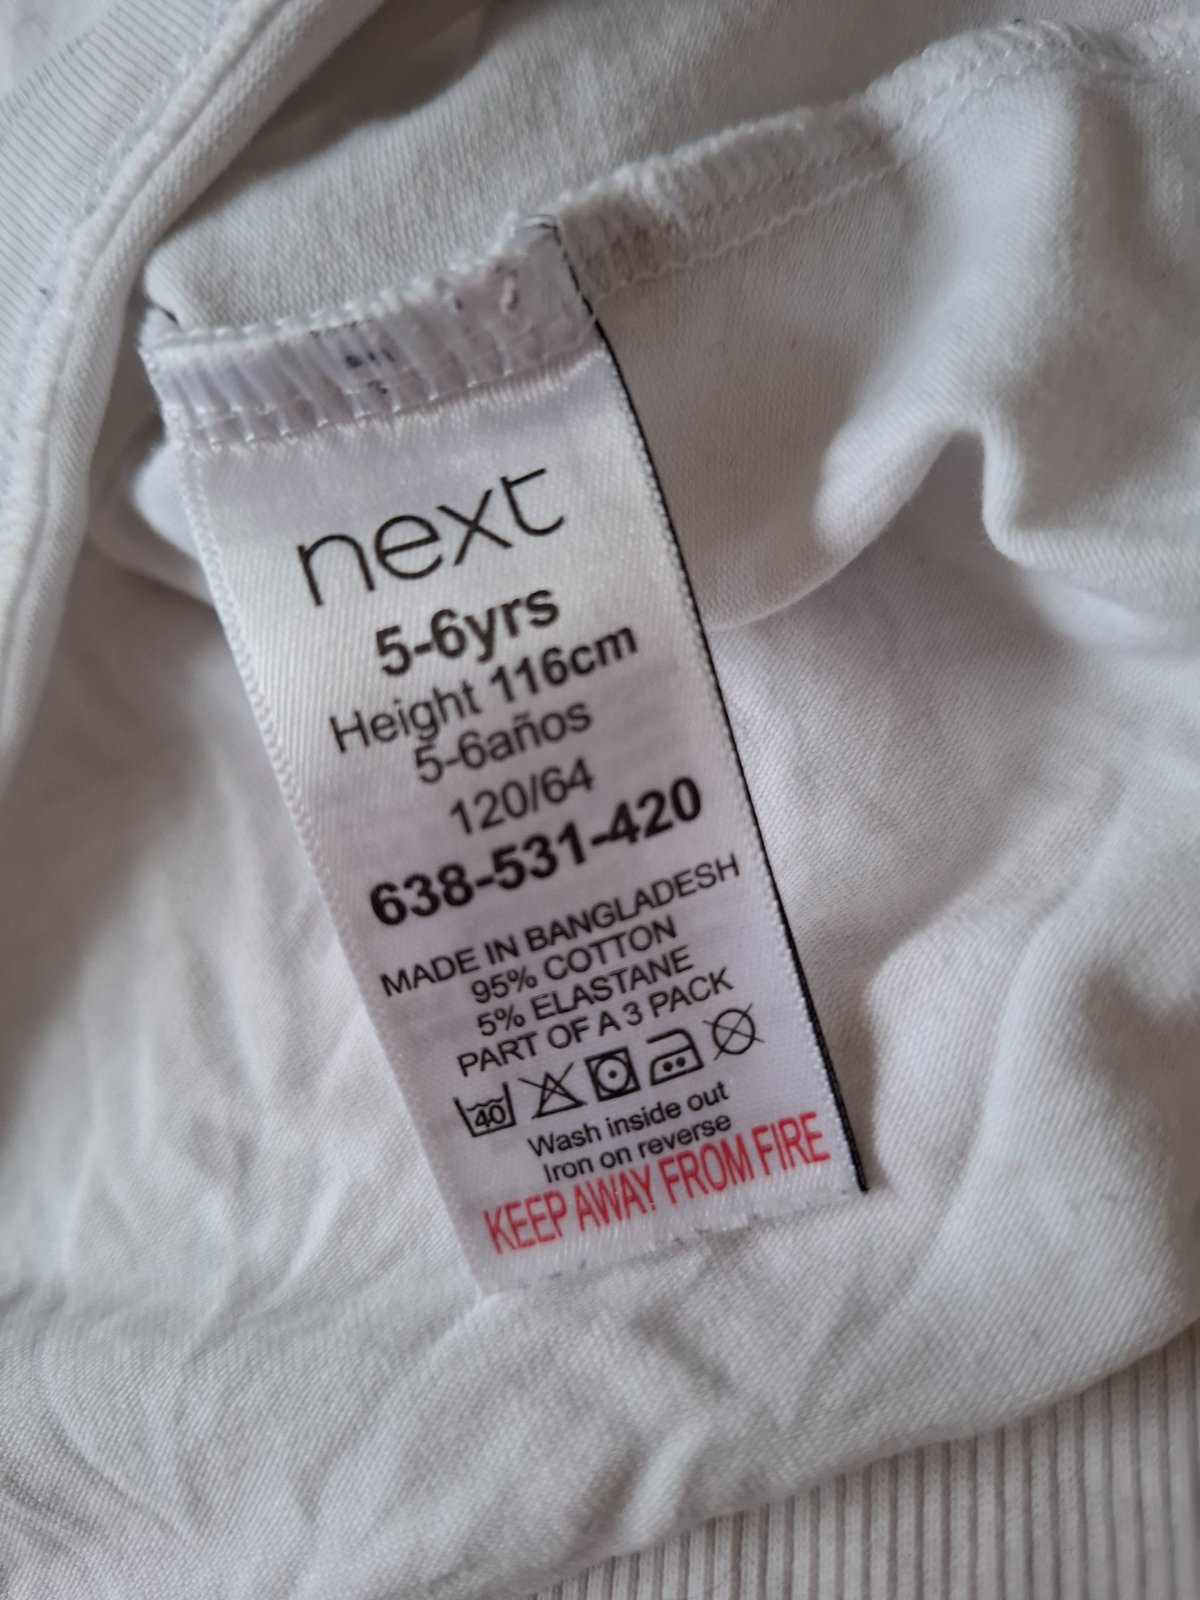 next
5-6yrs
Height 116cm
5-6años
120/64
638-531-420
MADE IN BANGLADESH
95% COTTON
5% ELASTANE
PART OF A 3 PACK
40
Wash inside out
Iron on reverse
KEEP AWAY FROM FIRE